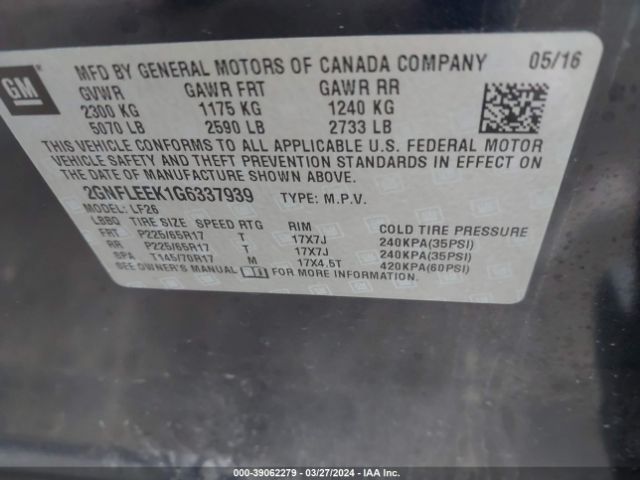 GM
MFD BY GENERAL MOTORS OF CANADA COMPANY 05/16
GVWR GAWR FRT GAWR RR
2300 KG 1175 KG 1240 KG
5070 LB 2590 LB 2733 LB
THIS VEHICLE CONFORMS TO ALL APPLICABLE U.S. FEDERAL MOTOR
VEHICLE SAFETY AND THEFT PREVENTION STANDARDS IN EFFECT ON
THE DATE OF MANUFACTURE SHOWN ABOVE.
2GNFLEEK1G6337939 TYPE: M.P.V.
MODEL: LF26
LBBO TIRE SIZE SPEED RTG RIM COLD TIRE PRESSURE
FRT P225/65R17 T 17X7J 240KPA(35PSI)
RR P225/65R17 T 17X7J 240KPA(35PSI)
SPA T145/70R17 M 17X4.5T 420KPA(60PSI)
SEE OWNER'S MANUAL FOR MORE INFORMATION.
000-39062279 | 03/27/2024 | IAA, Inc.